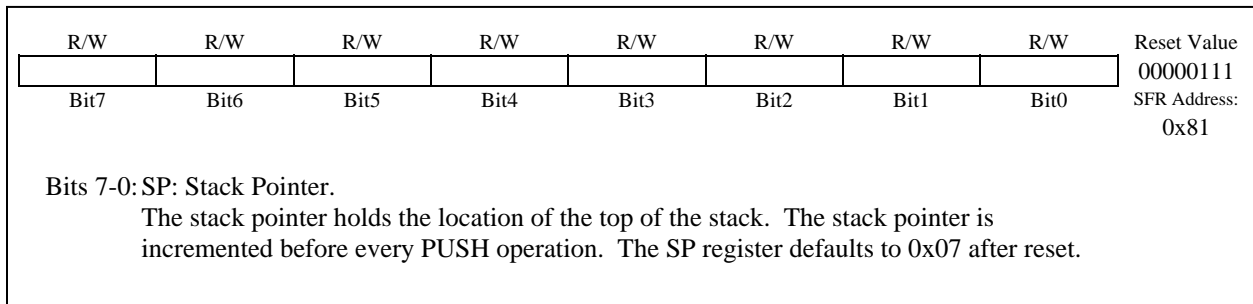 R/W R/W R/W R/W R/W R/W R/W R/W Reset Value
00000111
Bit7 Bit6 Bit5 Bit4 Bit3 Bit2 Bit1 Bit0 SFR Address:
0x81
Bits 7-0: SP: Stack Pointer.
The stack pointer holds the location of the top of the stack. The stack pointer is
incremented before every PUSH operation. The SP register defaults to 0x07 after reset.